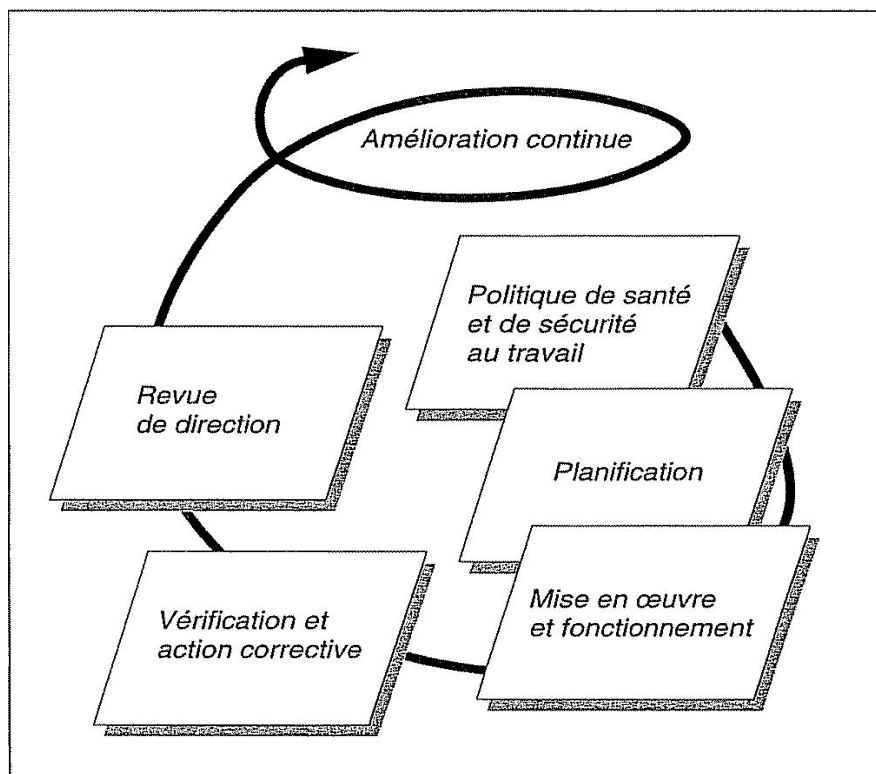 Amélioration continue
Politique de santé
et de sécurité
au travail
Planification
Mise en œuvre
et fonctionnement
Vérification et
action corrective
Revue
de direction